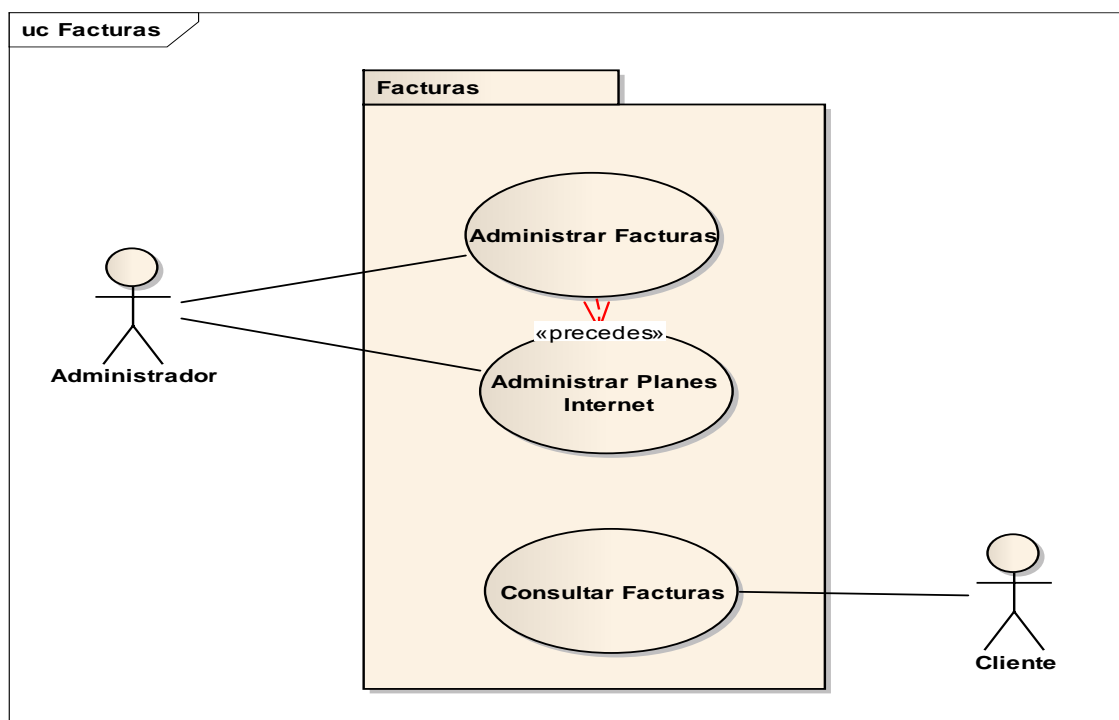 uc Facturas
Facturas
Administrar Facturas
«precedes»
Administrar Planes
Internet
Administrador
Consultar Facturas
Cliente